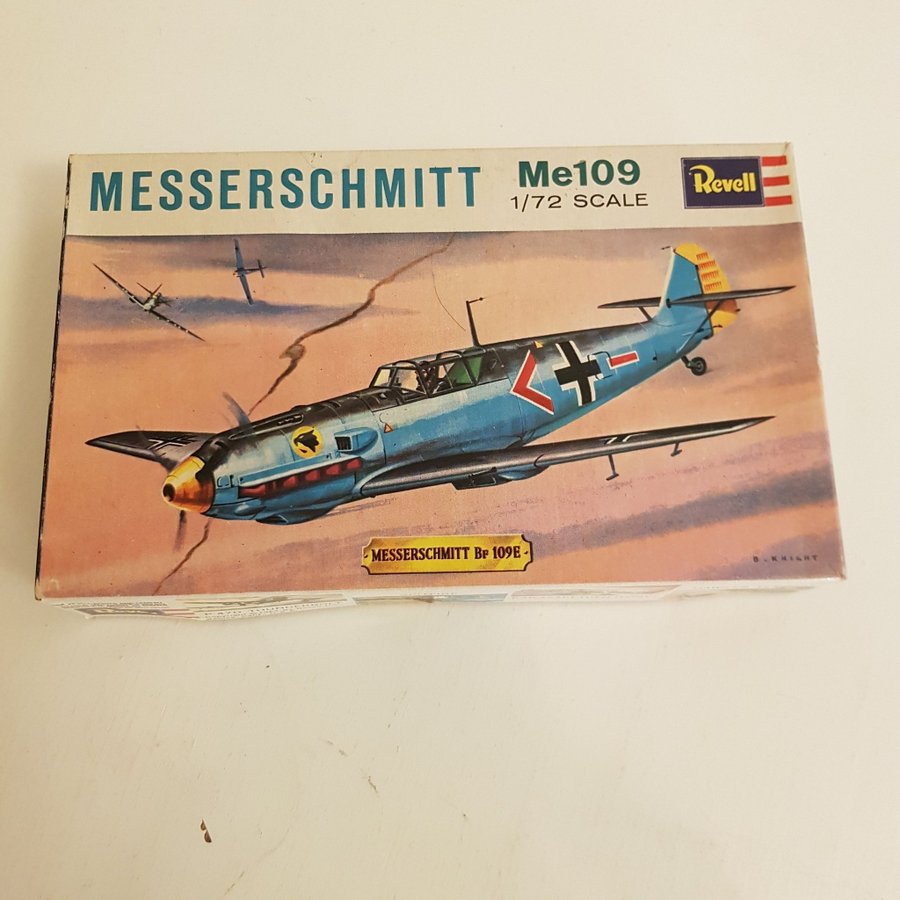 MESSERSCHMITT Me109
1/72 SCALE
Revell
MESSERSCHMITT BF 109E
B. KNIGHT